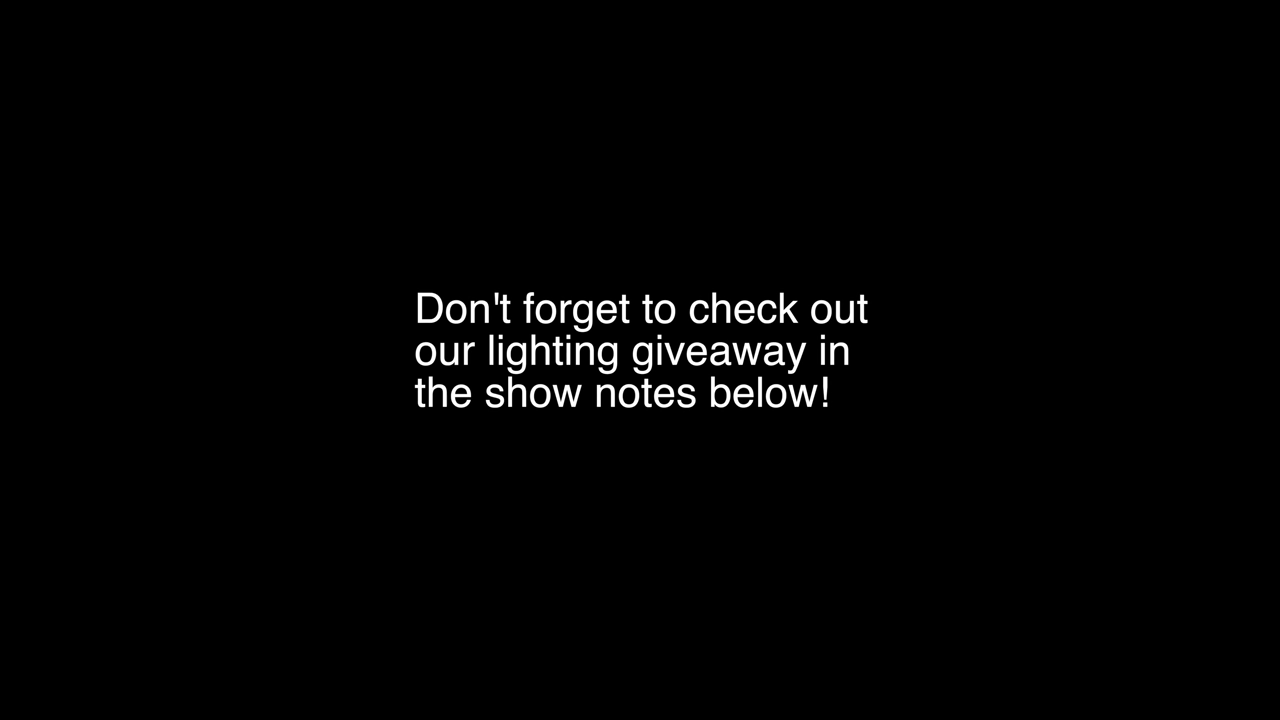 Don't forget to check out
our lighting giveaway in
the show notes below!